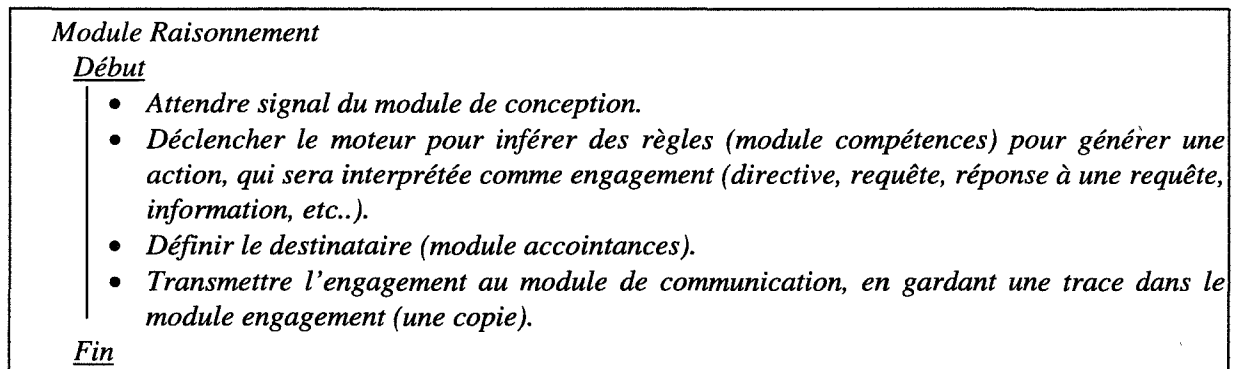 Module Raisonnement
Début
• Attendre signal du module de conception.
• Déclencher le moteur pour inférer des règles (module compétences) pour générer une
action, qui sera interprétée comme engagement (directive, requête, réponse à une requête,
information, etc..).
• Définir le destinataire (module accointances).
• Transmettre l'engagement au module de communication, en gardant une trace dans le
module engagement (une copie).
Fin